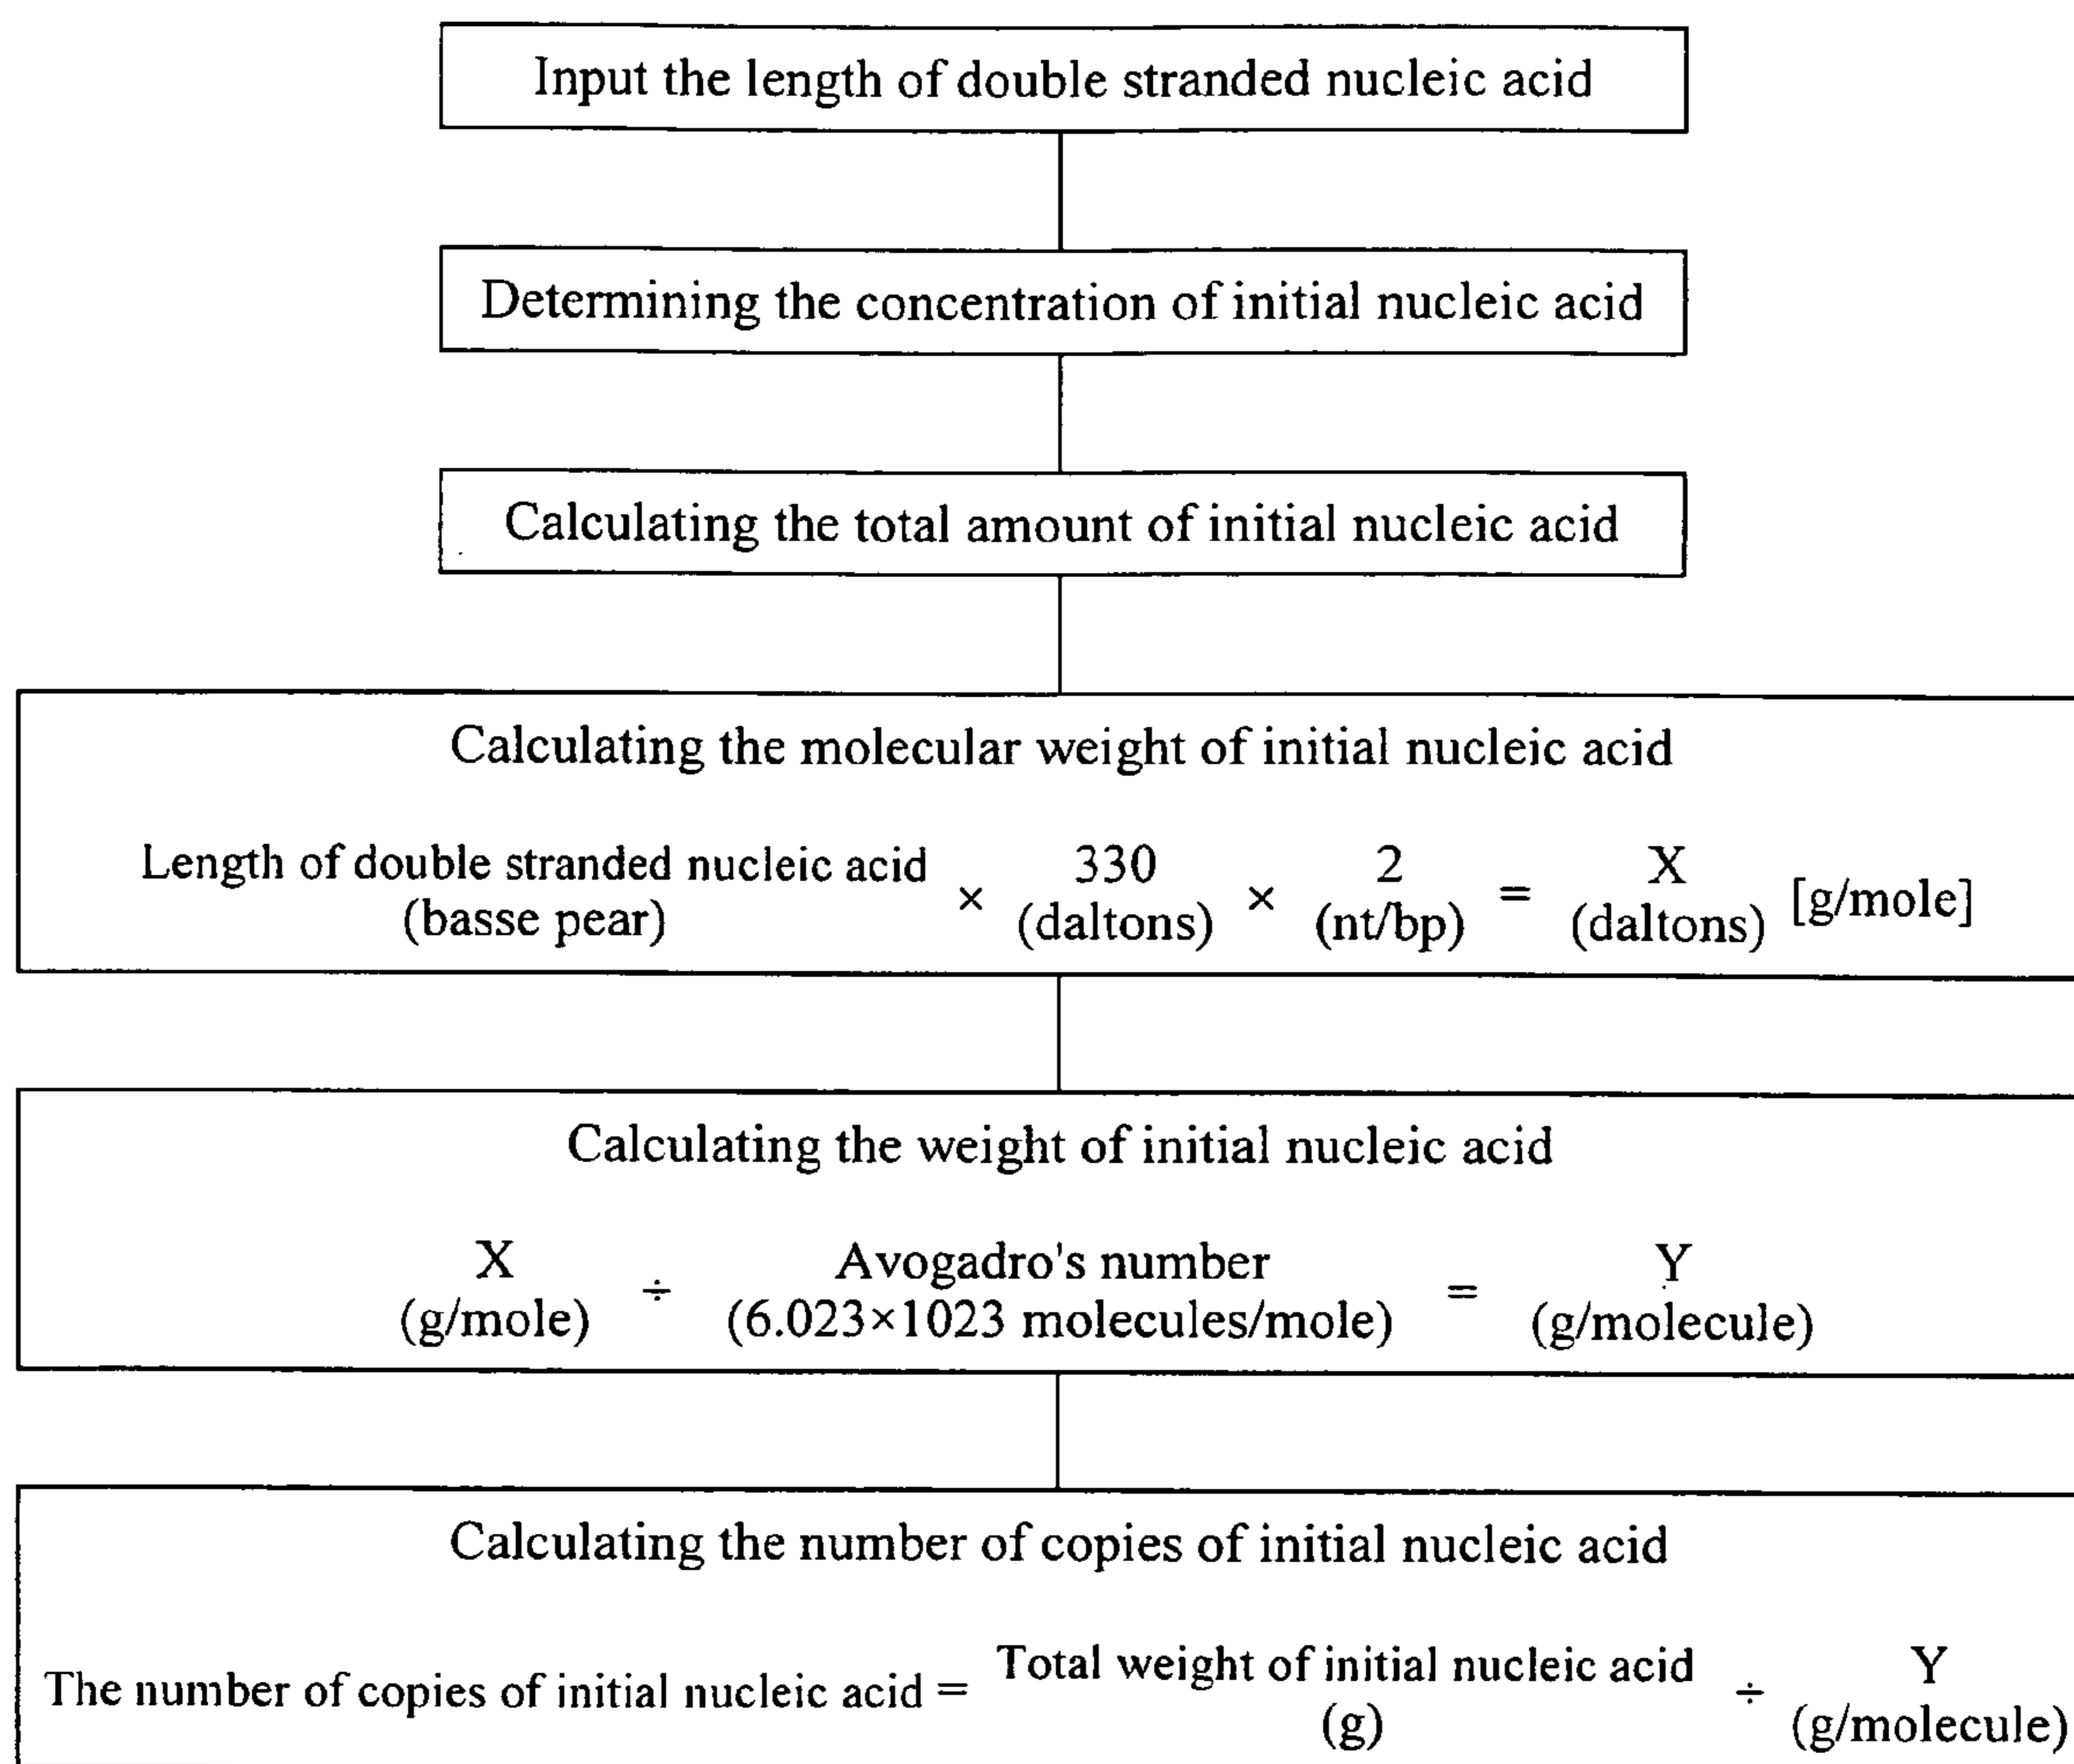 Input the length of double stranded nucleic acid
Determining the concentration of initial nucleic acid
Calculating the total amount of initial nucleic acid
Calculating the molecular weight of initial nucleic acid
Length of double stranded nucleic acid × 330 × 2 = X [g/mole]
(basse pear) (daltons) (nt/bp) (daltons)
Calculating the weight of initial nucleic acid
X ÷ Avogadro's number = Y
(g/mole) (6.023×1023 molecules/mole) (g/molecule)
Calculating the number of copies of initial nucleic acid
The number of copies of initial nucleic acid = Total weight of initial nucleic acid ÷ Y
(g) (g/molecule)